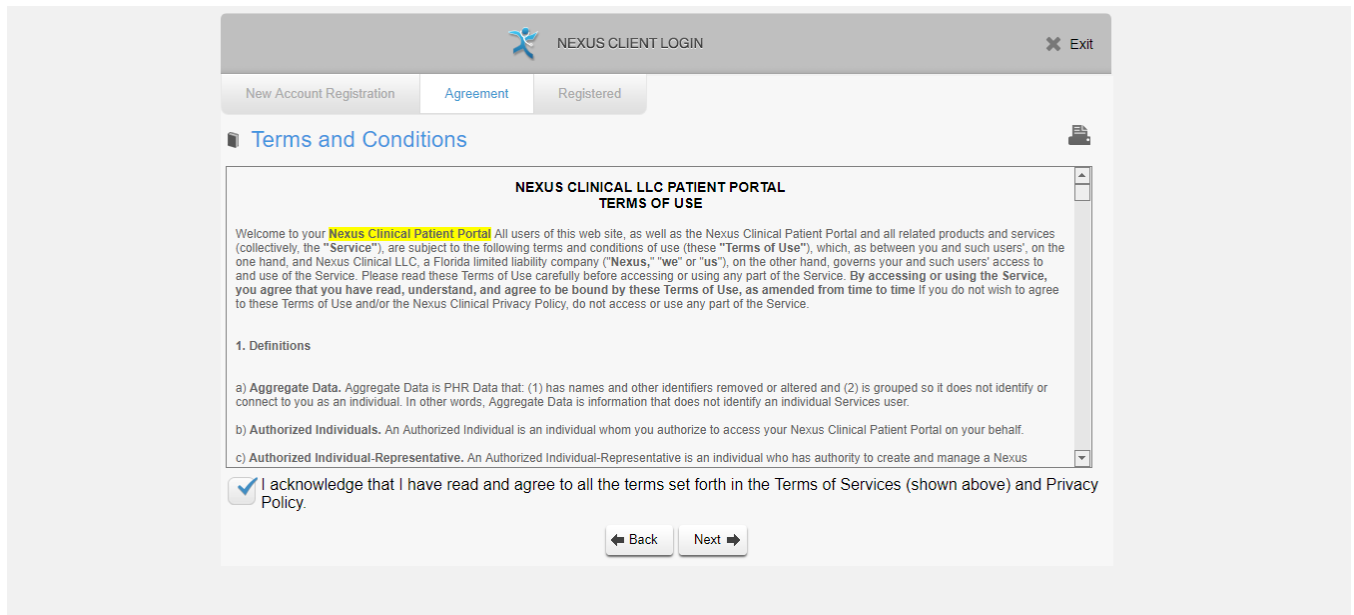 NEXUS CLIENT LOGIN
Exit
New Account Registration
Agreement
Registered
Terms and Conditions
NEXUS CLINICAL LLC PATIENT PORTAL
TERMS OF USE
Welcome to your Nexus Clinical Patient Portal All users of this web site, as well as the Nexus Clinical Patient Portal and all related products and services
(collectively, the "Service"), are subject to the following terms and conditions of use (these "Terms of Use"), which, as between you and such users', on the
one hand, and Nexus Clinical LLC, a Florida limited liability company ("Nexus," "we" or "us"), on the other hand, governs your and such users' access to
and use of the Service. Please read these Terms of Use carefully before accessing or using any part of the Service. By accessing or using the Service,
you agree that you have read, understand, and agree to be bound by these Terms of Use, as amended from time to time If you do not wish to agree
to these Terms of Use and/or the Nexus Clinical Privacy Policy, do not access or use any part of the Service.
1. Definitions
a) Aggregate Data. Aggregate Data is PHR Data that: (1) has names and other identifiers removed or altered and (2) is grouped so it does not identify or
connect to you as an individual. In other words, Aggregate Data is information that does not identify an individual Services user.
b) Authorized Individuals. An Authorized Individual is an individual whom you authorize to access your Nexus Clinical Patient Portal on your behalf.
c) Authorized Individual-Representative. An Authorized Individual-Representative is an individual who has authority to create and manage a Nexus
I acknowledge that I have read and agree to all the terms set forth in the Terms of Services (shown above) and Privacy
Policy.
Back
Next